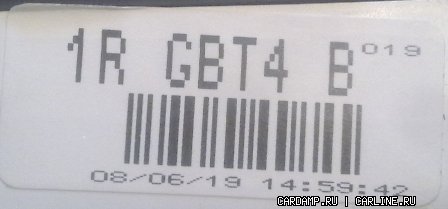 1R GBT4 B 019
08/06/19 14:59:42
CARDAMP.RU | CARLINE.RU